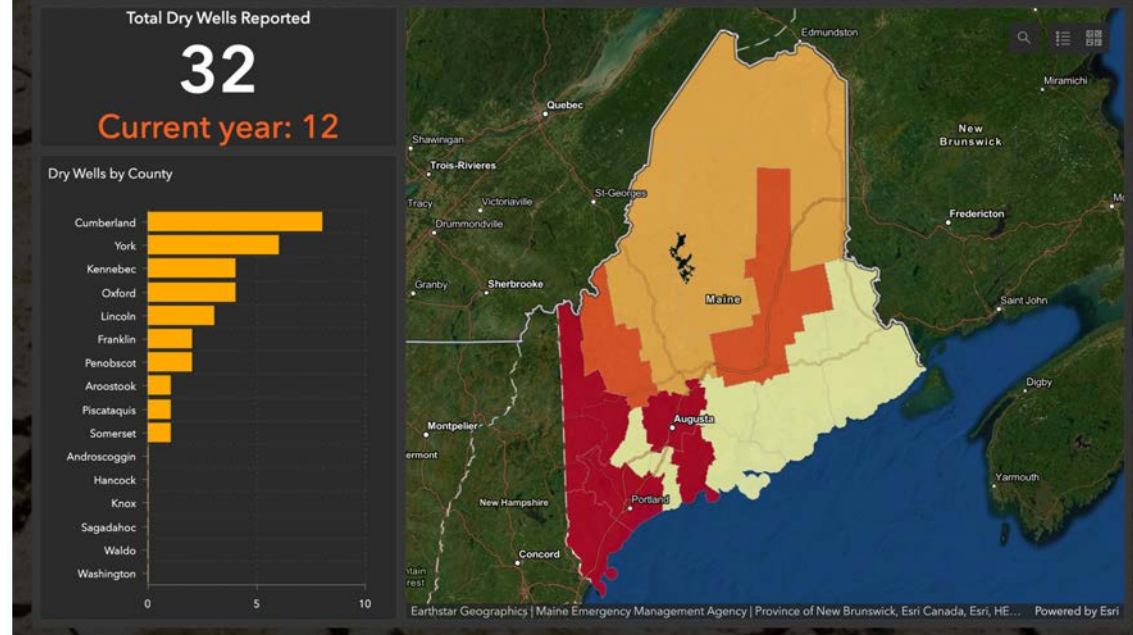 Total Dry Wells Reported
32
Current year: 12
Dry Wells by County
Cumberland
York
Kennebec
Oxford
Lincoln
Franklin
Penobscot
Aroostook
Piscataquis
Somerset
Androscoggin
Hancock
Knox
Sagadahoc
Waldo
Washington
0 5 10
Edmundston
Miramichi
Quebec
New
Brunswick
Shawinigan
Trois-Rivieres
St-Georges
Tracy
Victoriaville
Drummondville
Fredericton
Granby
Sherbrooke
Maine
Saint John
Digby
Augusta
Montpelier
ermont
Yarmouth
New Hampshire
Portland
Concord
ntain
rest
Earthstar Geographics | Maine Emergency Management Agency | Province of New Brunswick, Esri Canada, Esri, HE... Powered by Esri